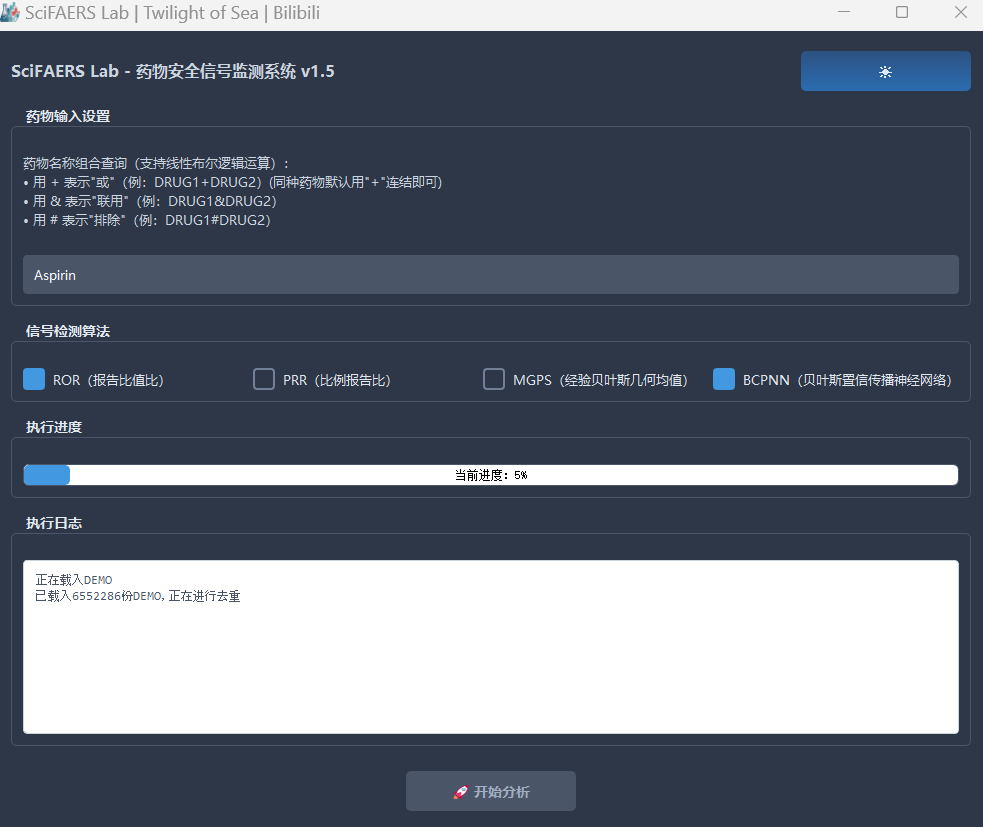 SciFAERS Lab | Twilight of Sea | Bilibili
SciFAERS Lab - 药物安全信号监测系统 v1.5
药物输入设置
药物名称组合查询（支持线性布尔逻辑运算）:
• 用 + 表示"或"（例：DRUG1+DRUG2）(同种药物默认用"+"连结即可)
• 用 & 表示"联用"（例：DRUG1&DRUG2）
• 用 # 表示"排除"（例：DRUG1#DRUG2）
Aspirin
信号检测算法
ROR（报告比值比） PRR（比例报告比） MGPS（经验贝叶斯几何均值） BCPNN（贝叶斯置信传播神经网络）
执行进度
当前进度：5%
执行日志
正在载入DEMO
已载入6552286份DEMO，正在进行去重
🚀 开始分析